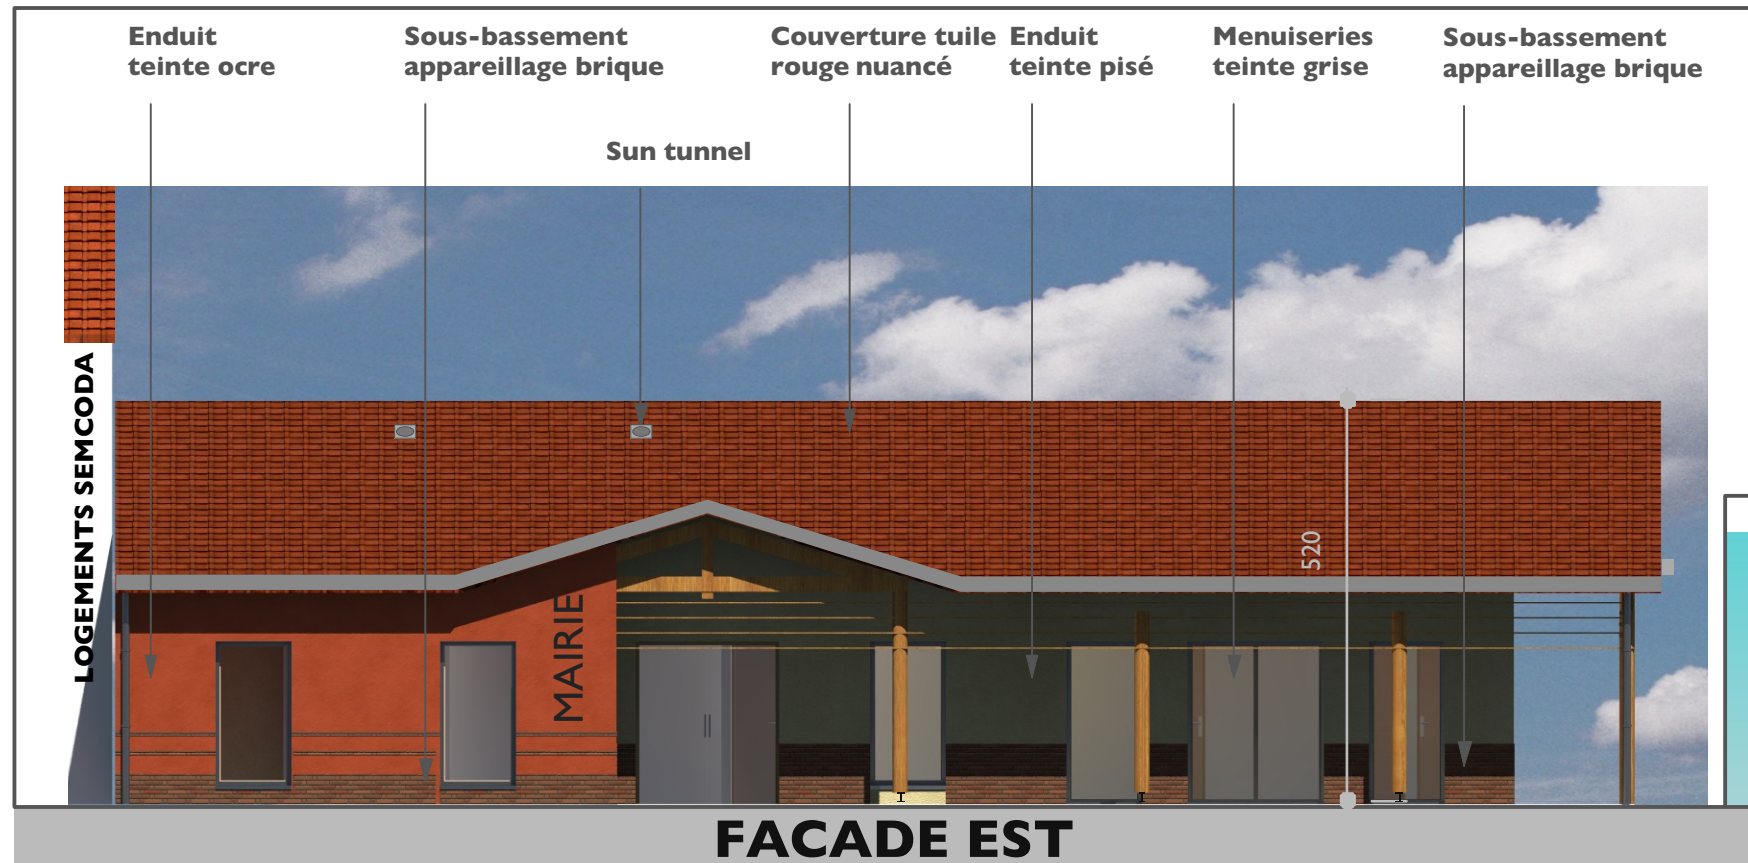 Enduit
teinte ocre
Sous-bassement
appareillage brique
Couverture tuile
rouge nuancé
Enduit
teinte pisé
Menuiseries
teinte grise
Sous-bassement
appareillage brique
Sun tunnel
LOGEMENTS SEMCODA
520
MAIRIE
FACADE EST